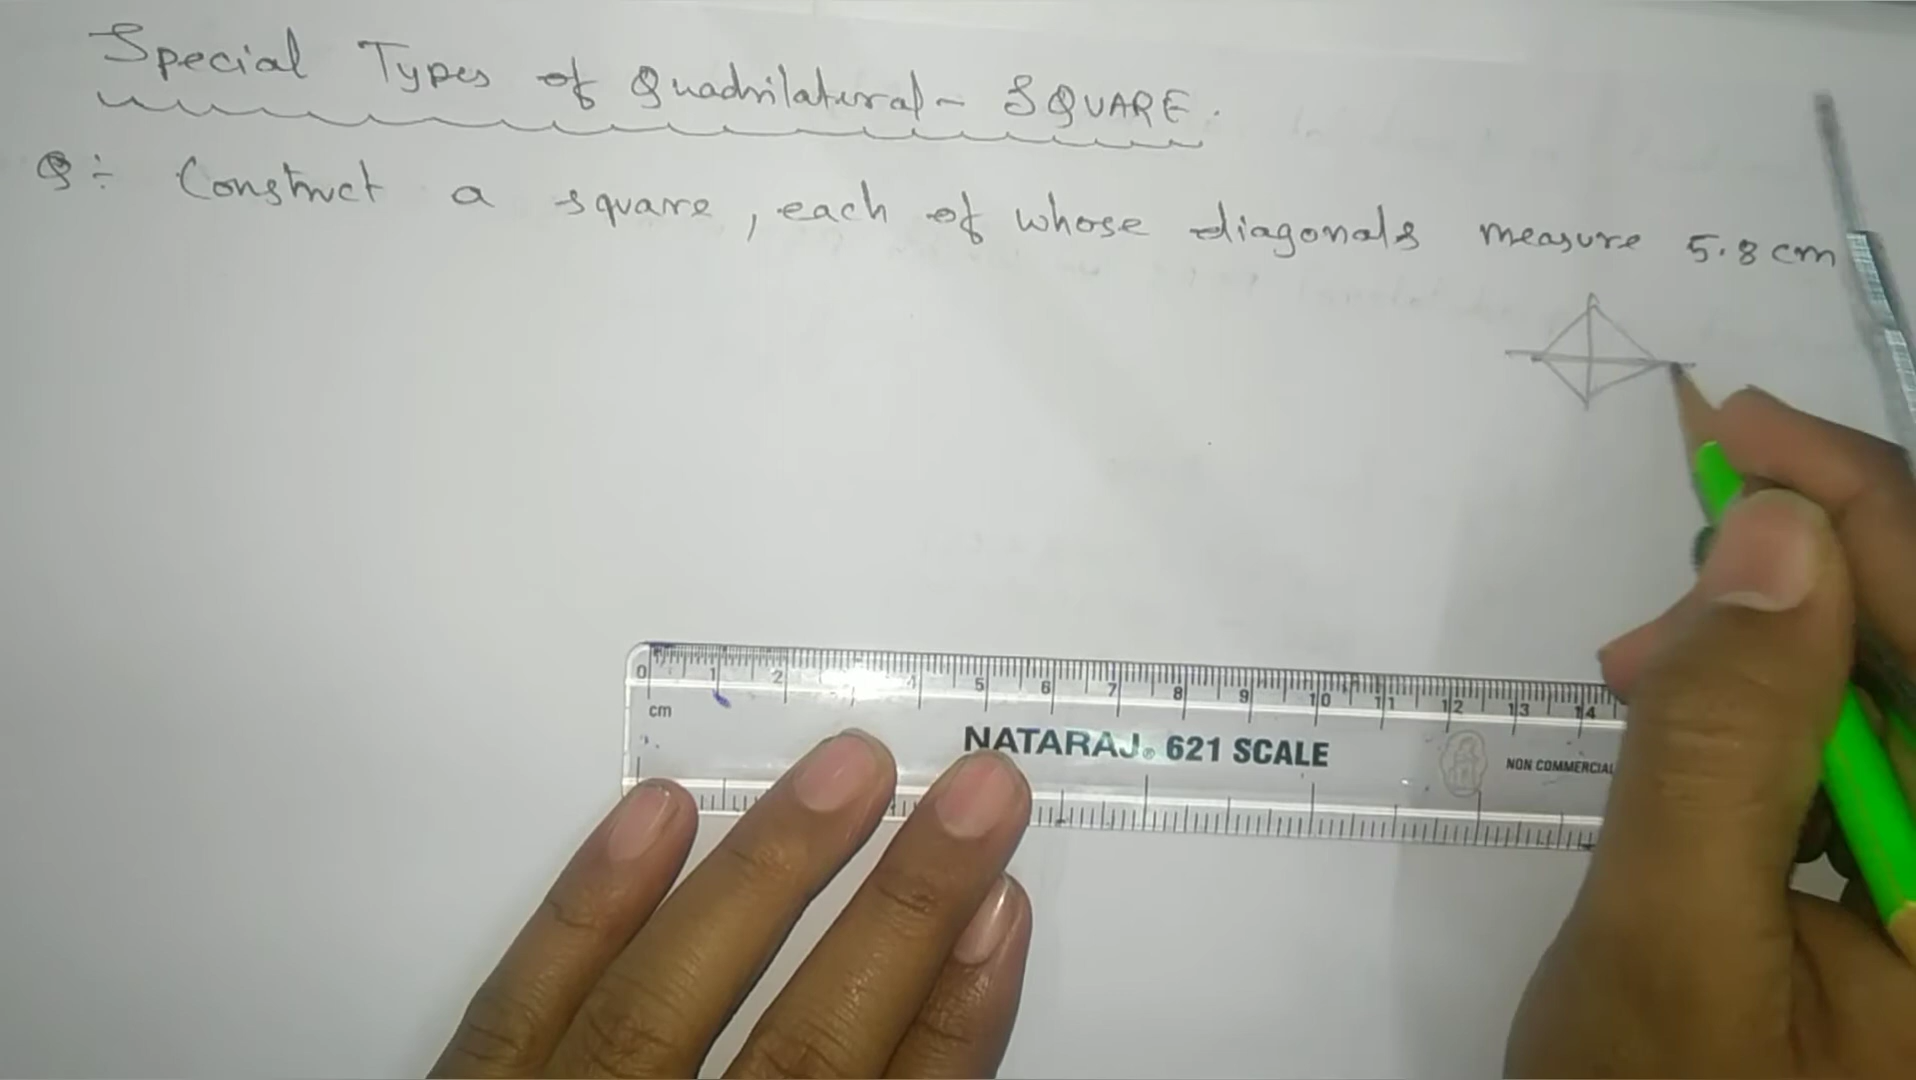 Special Types of Quadrilateral - SQUARE.
Q÷ Construct a square, each of whose diagonals measure 5.8 cm
0 1 2 4 5 6 7 8 9 10 11 12 13 14
cm
NATARAJ® 621 SCALE
NON COMMERCIAL